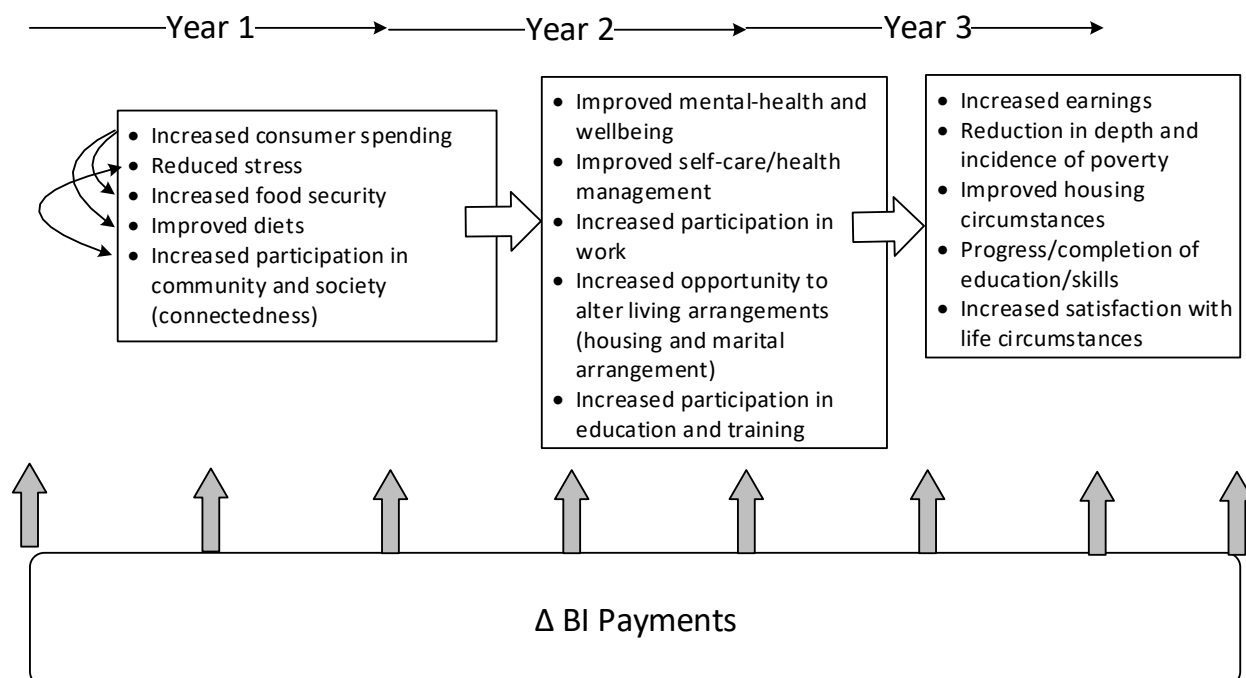 Year 1
Year 2
Year 3
• Increased consumer spending
• Reduced stress
• Increased food security
• Improved diets
• Increased participation in
community and society
(connectedness)
• Improved mental-health and
wellbeing
• Improved self-care/health
management
• Increased participation in
work
• Increased opportunity to
alter living arrangements
(housing and marital
arrangement)
• Increased participation in
education and training
• Increased earnings
• Reduction in depth and
incidence of poverty
• Improved housing
circumstances
• Progress/completion of
education/skills
• Increased satisfaction with
life circumstances
Δ BI Payments